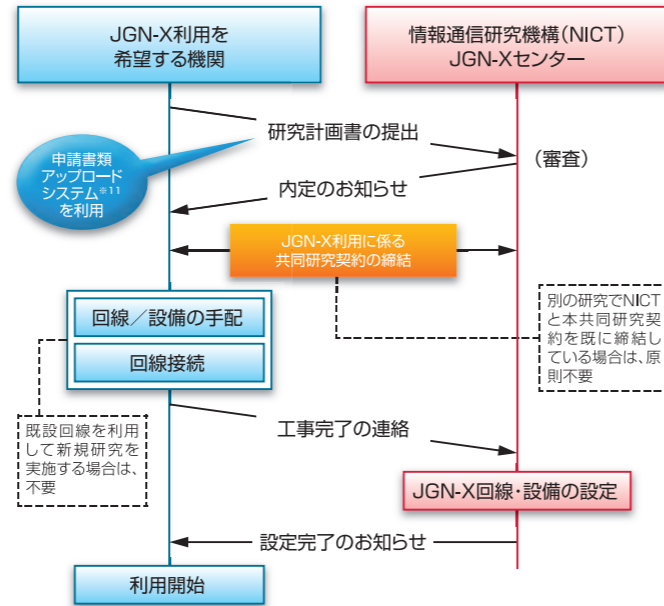 JGN-X利用を
希望する機関
情報通信研究機構（NICT）
JGN-Xセンター
研究計画書の提出
申請書類
アップロード
システム※11
を利用
（審査）
内定のお知らせ
JGN-X利用に係る
共同研究契約の締結
回線／設備の手配
回線接続
別の研究でNICT
と本共同研究契
約を既に締結し
ている場合は、原
則不要
既設回線を利用
して新規研究を
実施する場合は、
不要
工事完了の連絡
JGN-X回線・設備の設定
設定完了のお知らせ
利用開始